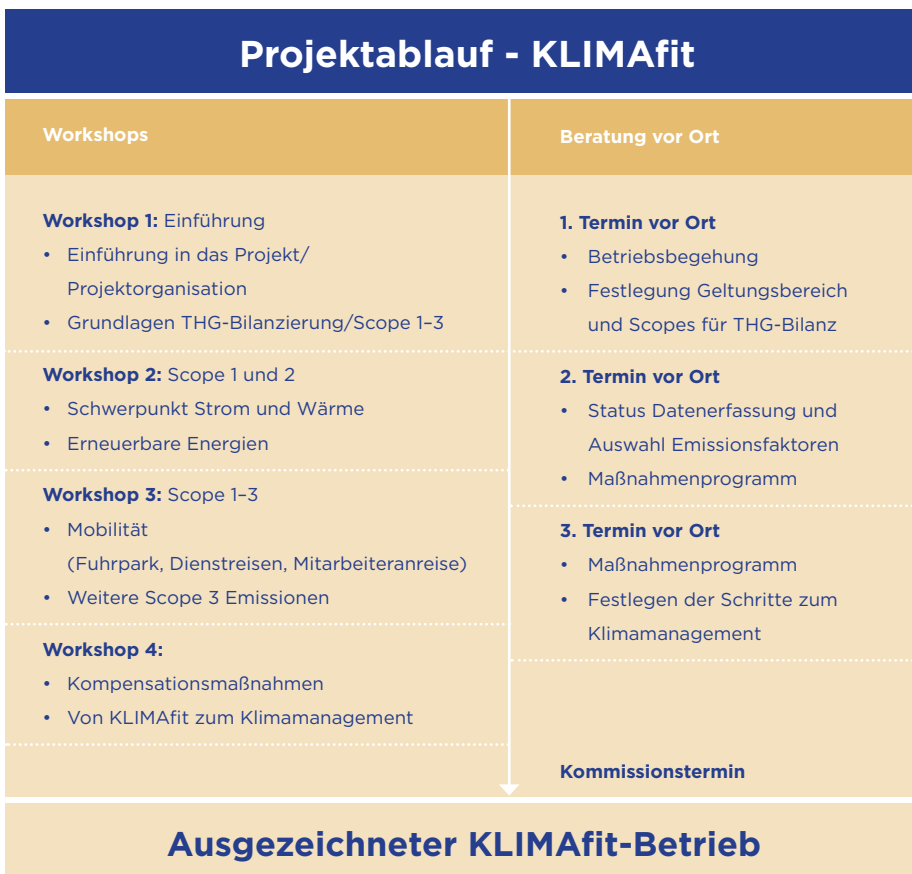 Projektablauf - KLIMAfit
Workshops
Workshop 1: Einführung
• Einführung in das Projekt/
Projektorganisation
• Grundlagen THG-Bilanzierung/Scope 1–3
Workshop 2: Scope 1 und 2
• Schwerpunkt Strom und Wärme
• Erneuerbare Energien
Workshop 3: Scope 1–3
• Mobilität
(Fuhrpark, Dienstreisen, Mitarbeiteranreise)
• Weitere Scope 3 Emissionen
Workshop 4:
• Kompensationsmaßnahmen
• Von KLIMAfit zum Klimamanagement
Beratung vor Ort
1. Termin vor Ort
• Betriebsbegehung
• Festlegung Geltungsbereich
und Scopes für THG-Bilanz
2. Termin vor Ort
• Status Datenerfassung und
Auswahl Emissionsfaktoren
• Maßnahmenprogramm
3. Termin vor Ort
• Maßnahmenprogramm
• Festlegen der Schritte zum
Klimamanagement
Kommissionstermin
Ausgezeichneter KLIMAfit-Betrieb